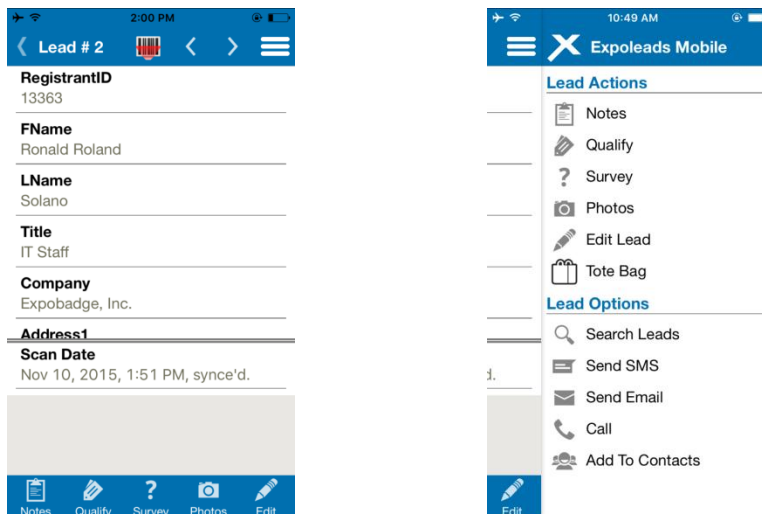 2:00 PM
Lead # 2
RegistrantID
13363
FName
Ronald Roland
LName
Solano
Title
IT Staff
Company
Expobadge, Inc.
Address1
Scan Date
Nov 10, 2015, 1:51 PM, synce'd.
Notes
Qualify
Survey
Photos
Edit
10:49 AM
Expoleads Mobile
Lead Actions
Notes
Qualify
Survey
Photos
Edit Lead
Tote Bag
Lead Options
Search Leads
Send SMS
d.
Send Email
Call
Add To Contacts
Edit